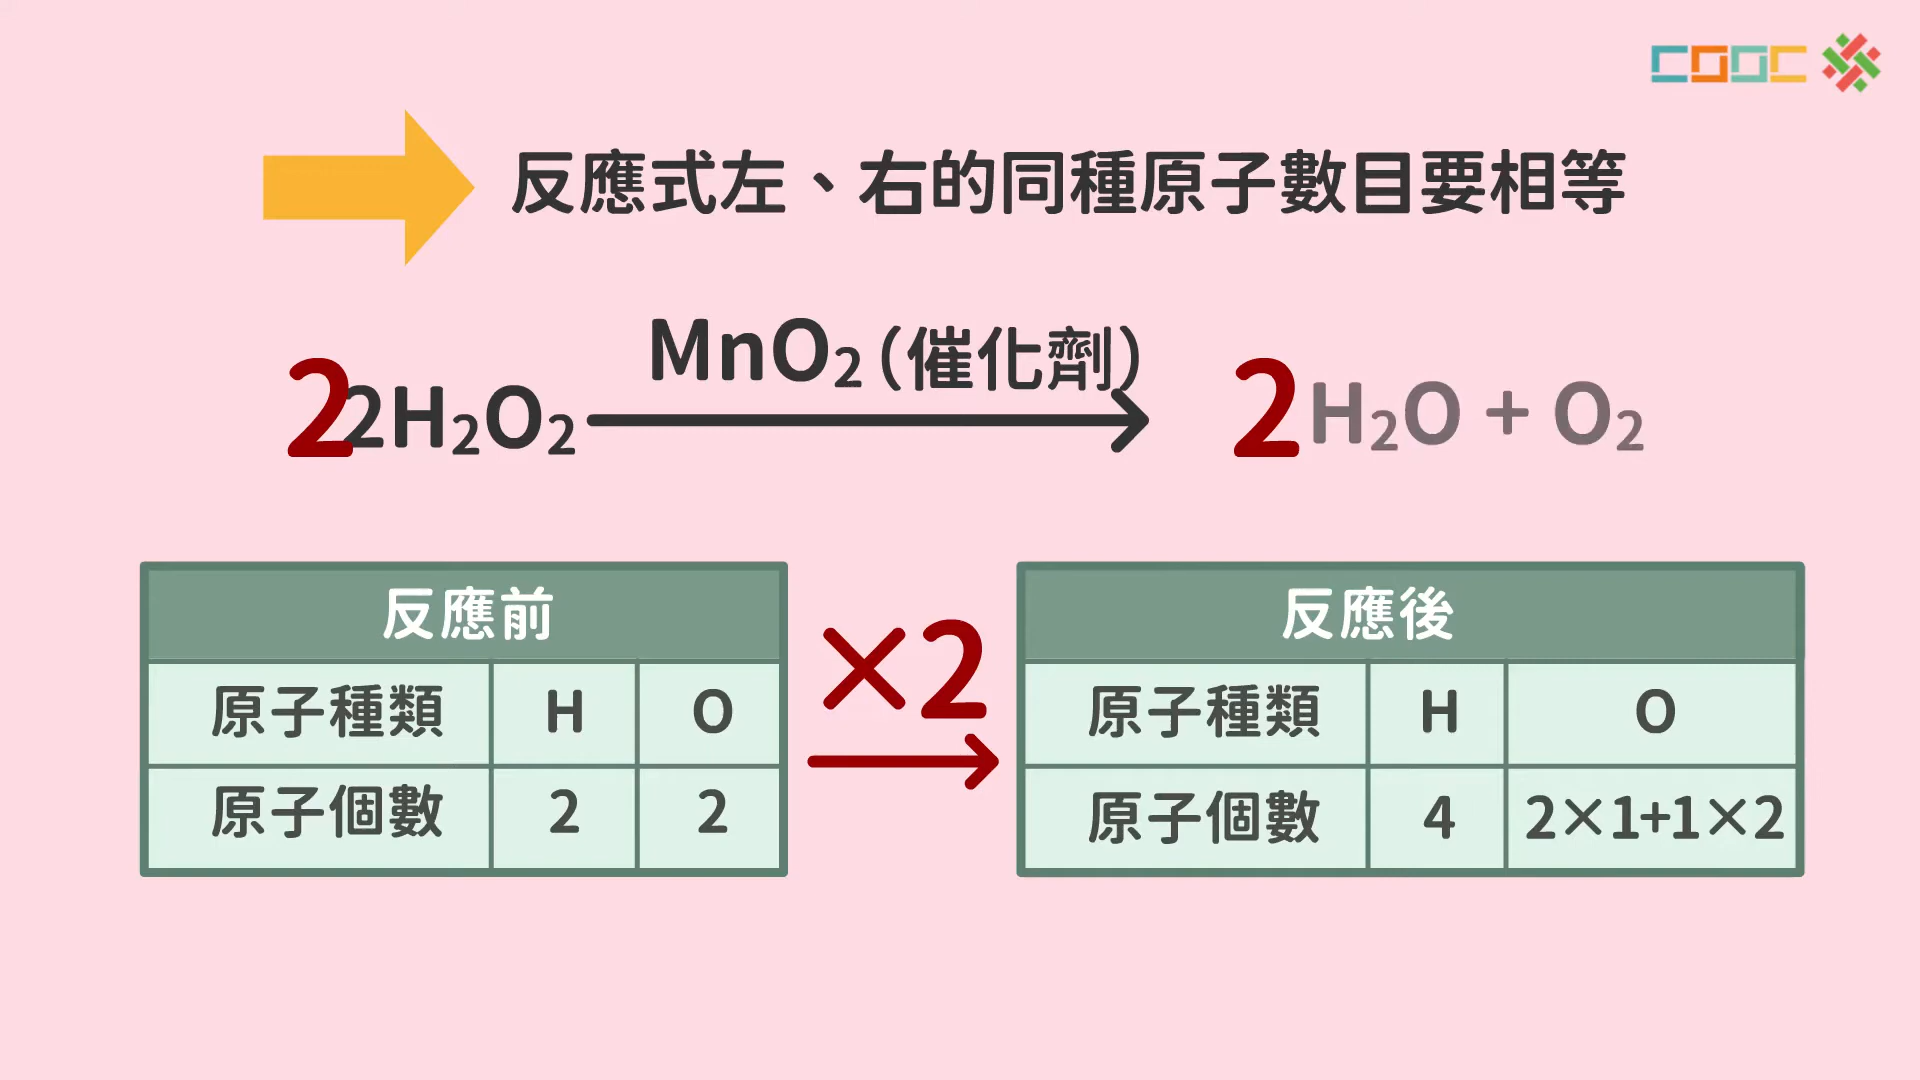 COOC
反應式左、右的同種原子數目要相等
MnO₂(催化劑)
22H₂O₂ → 2H₂O + O₂
反應前
原子種類 H O
原子個數 2 2
×2
反應後
原子種類 H O
原子個數 4 2×1+1×2